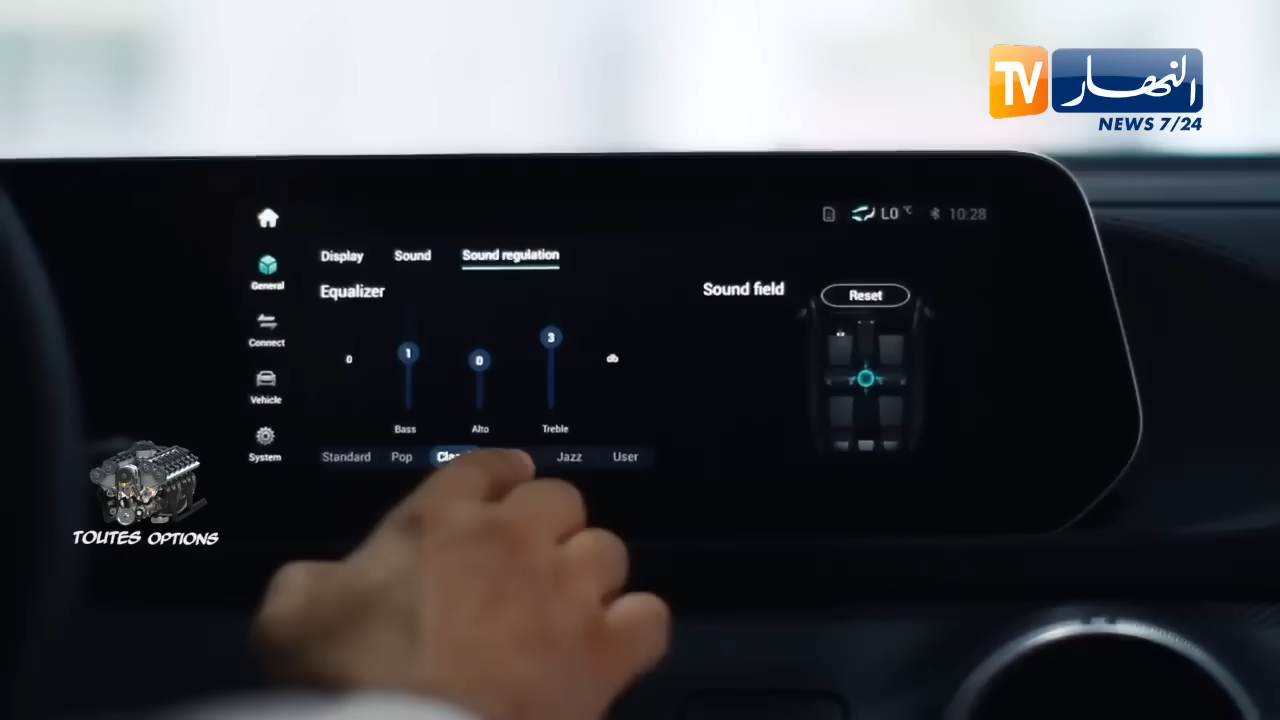 TV النهار
NEWS 7/24
LO °C 10:28
Display Sound Sound regulation
General
Equalizer
Sound field
Reset
Connect
0 1 0 3 db
Vehicle
Bass Alto Treble
System
Standard Pop Jazz User
TOUTES OPTIONS